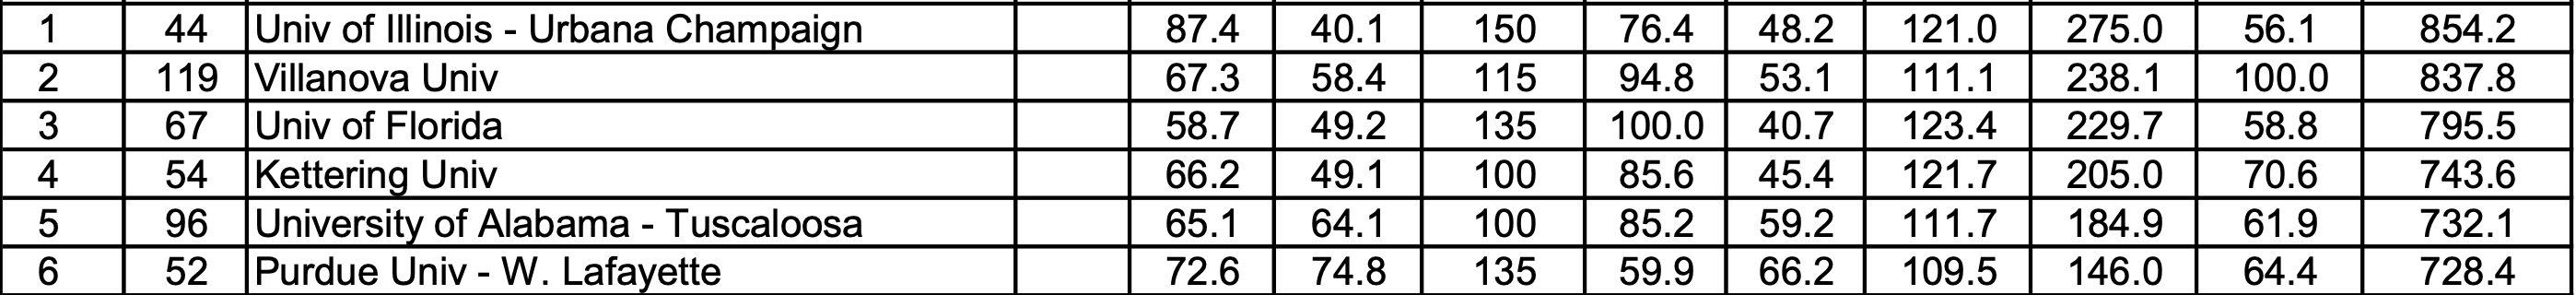 1 44 Univ of Illinois - Urbana Champaign 87.4 40.1 150 76.4 48.2 121.0 275.0 56.1 854.2
2 119 Villanova Univ 67.3 58.4 115 94.8 53.1 111.1 238.1 100.0 837.8
3 67 Univ of Florida 58.7 49.2 135 100.0 40.7 123.4 229.7 58.8 795.5
4 54 Kettering Univ 66.2 49.1 100 85.6 45.4 121.7 205.0 70.6 743.6
5 96 University of Alabama - Tuscaloosa 65.1 64.1 100 85.2 59.2 111.7 184.9 61.9 732.1
6 52 Purdue Univ - W. Lafayette 72.6 74.8 135 59.9 66.2 109.5 146.0 64.4 728.4